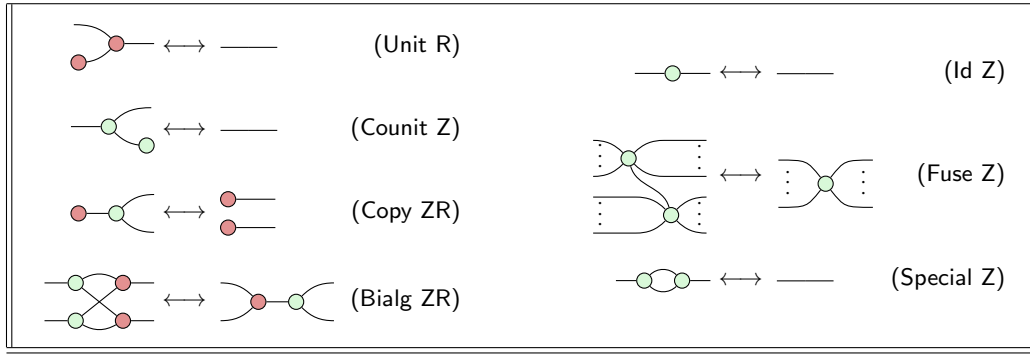 (Unit R)
(Counit Z)
(Copy ZR)
(Bialg ZR)
(Id Z)
(Fuse Z)
(Special Z)